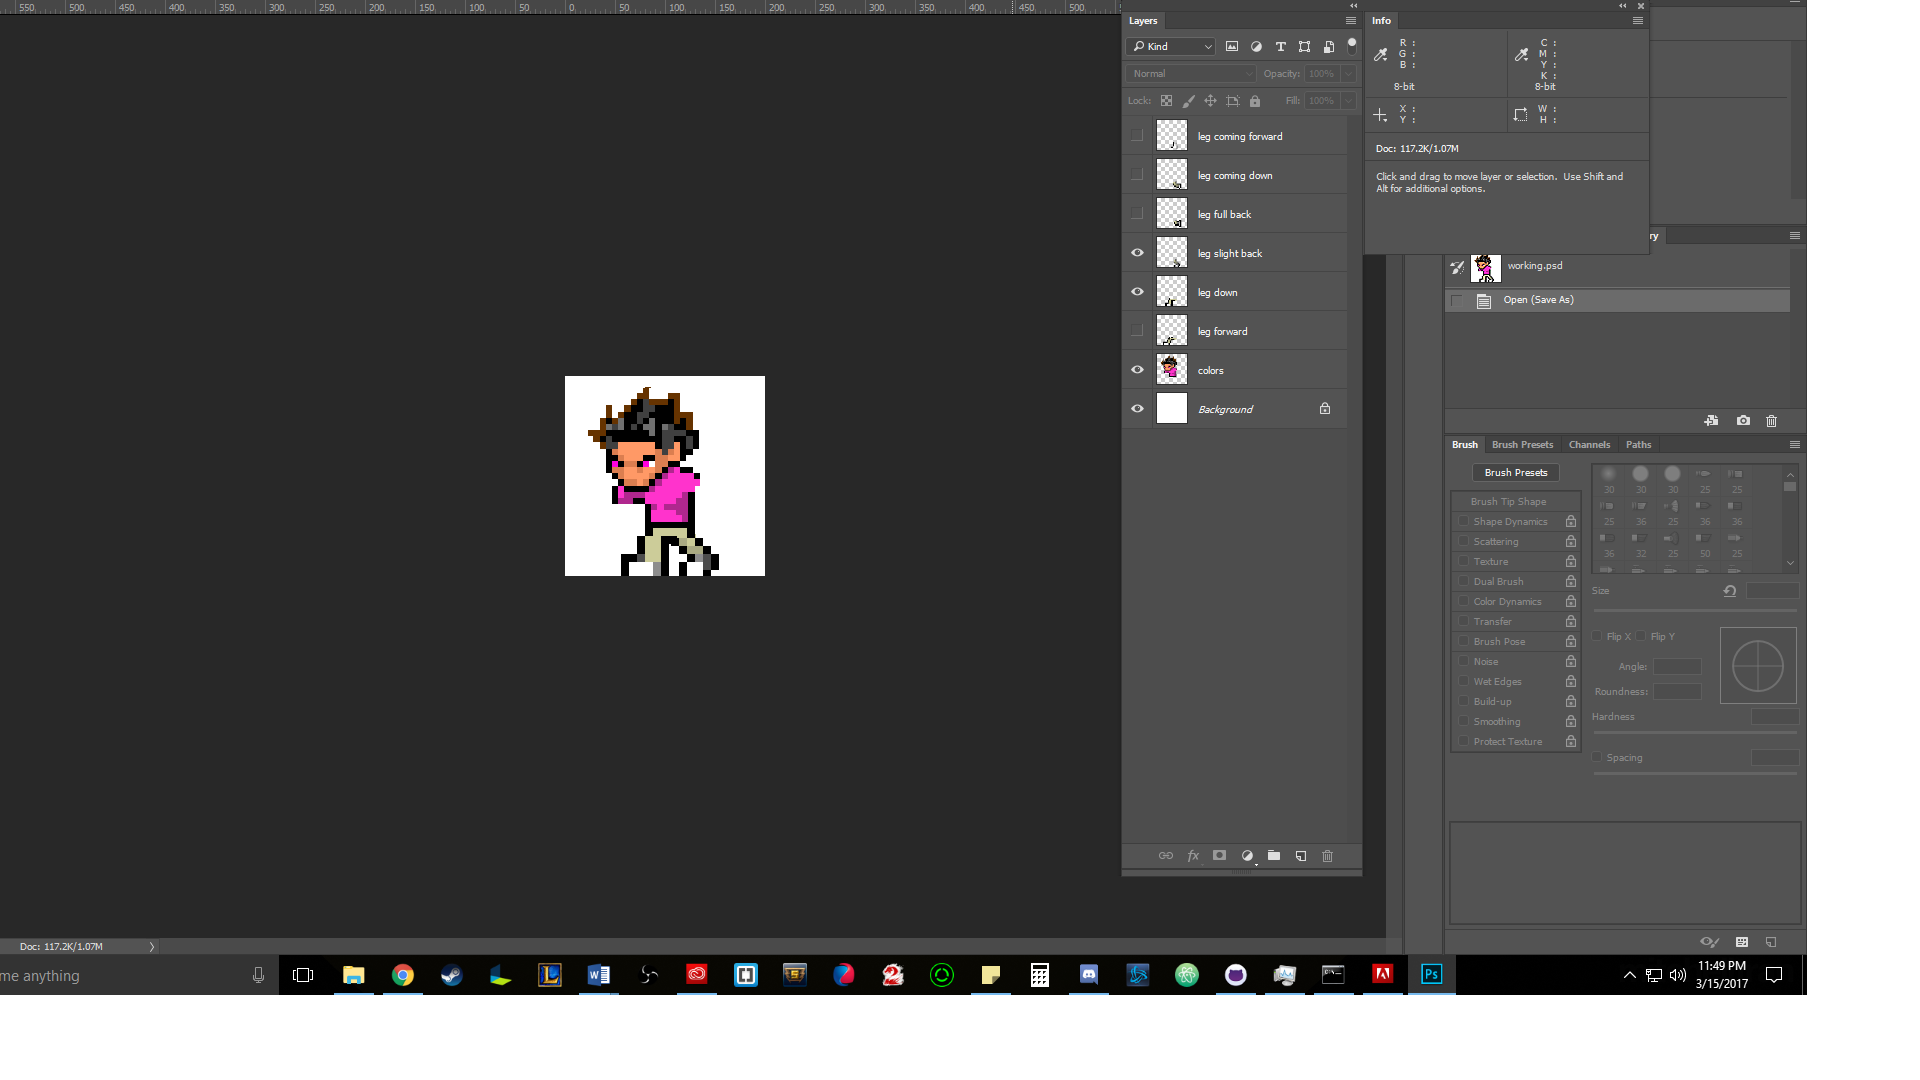 550 500 450 400 350 300 250 200 150 100 50 0 50 100 150 200 250 300 350 400 450 500
Layers
Kind
Normal Opacity: 100%
Lock: Fill: 100%
leg coming forward
leg coming down
leg full back
leg slight back
leg down
leg forward
colors
Background
Info
R : C :
G : M :
B : Y :
K :
8-bit 8-bit
X : W :
Y : H :
Doc: 117.2K/1.07M
Click and drag to move layer or selection. Use Shift and
Alt for additional options.
ry
working.psd
Open (Save As)
Brush Brush Presets Channels Paths
Brush Presets
Brush Tip Shape
Shape Dynamics
Scattering
Texture
Dual Brush
Color Dynamics
Transfer
Brush Pose
Noise
Wet Edges
Build-up
Smoothing
Protect Texture
30 30 30 25 25
25 36 25 36 36
36 32 25 50 25
Size
Flip X Flip Y
Angle:
Roundness:
Hardness
Spacing
Doc: 117.2K/1.07M
me anything
Ps
11:49 PM
3/15/2017